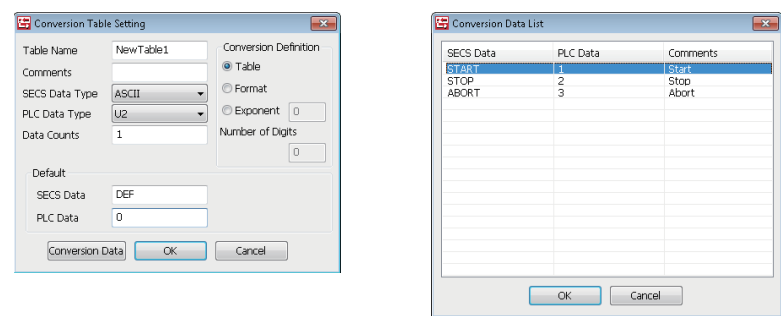 Conversion Table Setting
Table Name NewTable1
Comments
SECS Data Type ASCII
PLC Data Type U2
Data Counts 1
Conversion Definition
Table
Format
Exponent 0
Number of Digits
0
Default
SECS Data DEF
PLC Data 0
Conversion Data OK Cancel
Conversion Data List
SECS Data PLC Data Comments
START 1 Start
STOP 2 Stop
ABORT 3 Abort
OK Cancel